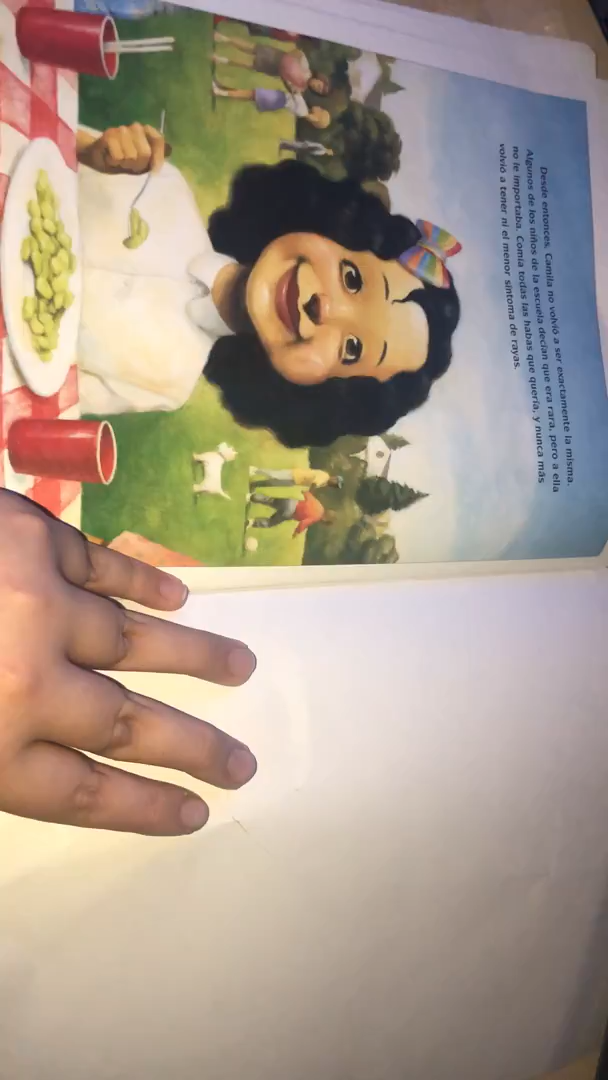 Desde entonces, Camila no volvió a ser exactamente la misma.
Algunos de los niños de la escuela decían que era rara, pero a ella
no le importaba. Comía todas las habas que quería, y nunca más
volvió a tener ni el menor síntoma de rayas.